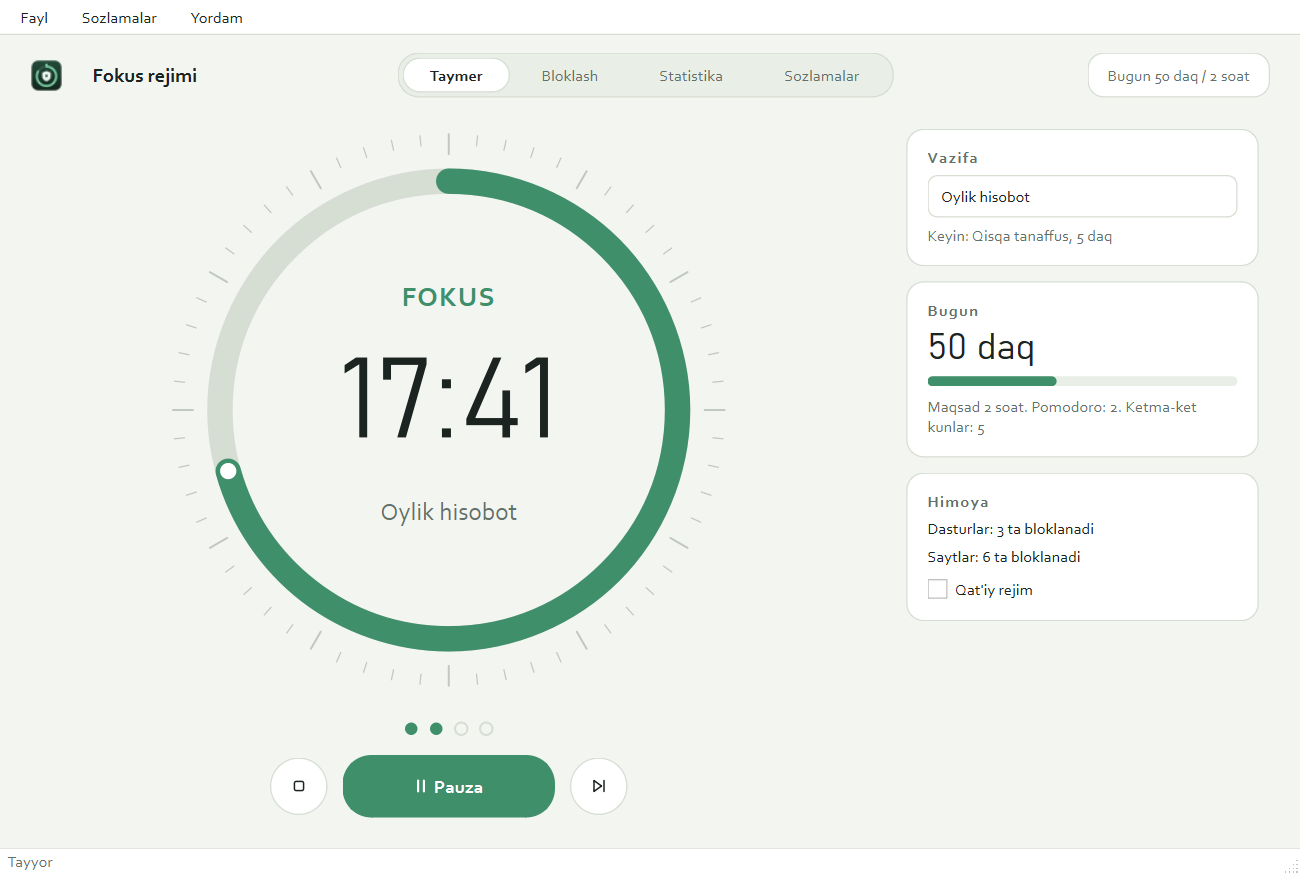 Fayl Sozlamalar Yordam
Fokus rejimi
Taymer Bloklash Statistika Sozlamalar
Bugun 50 daq / 2 soat
FOKUS
17:41
Oylik hisobot
Pauza
Vazifa
Oylik hisobot
Keyin: Qisqa tanaffus, 5 daq
Bugun
50 daq
Maqsad 2 soat. Pomodoro: 2. Ketma-ket
kunlar: 5
Himoya
Dasturlar: 3 ta bloklanadi
Saytlar: 6 ta bloklanadi
Qat'iy rejim
Tayyor